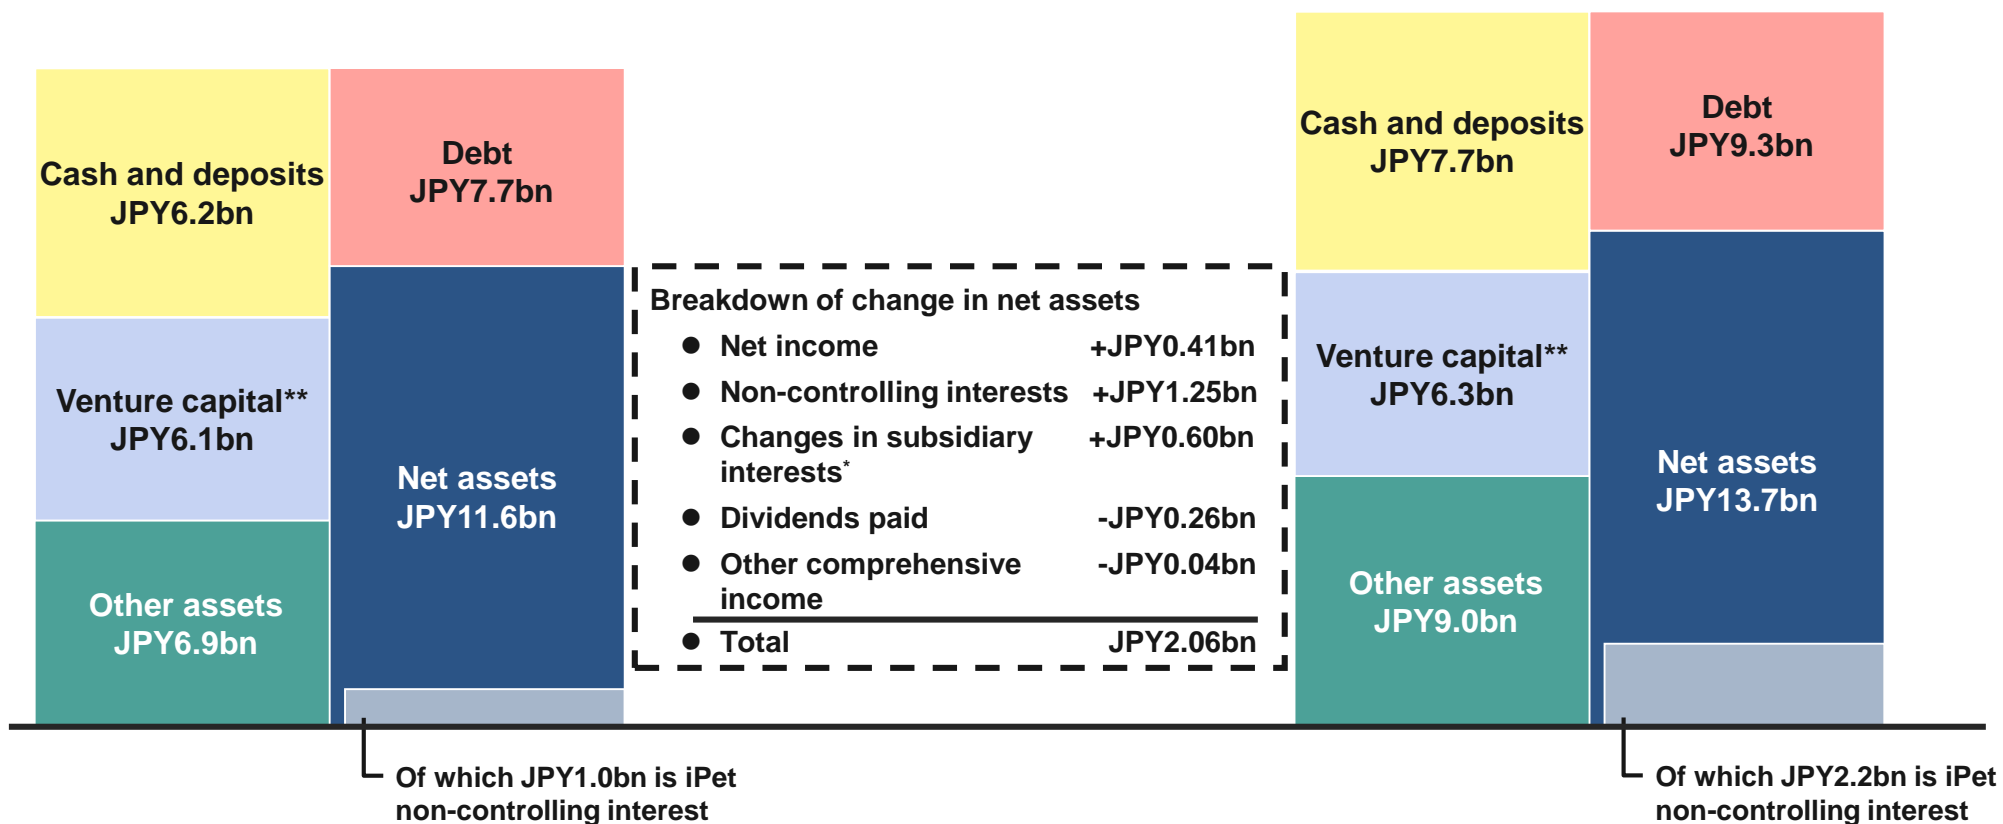 Cash and deposits
JPY6.2bn
Debt
JPY7.7bn
Venture capital**
JPY6.1bn
Net assets
JPY11.6bn
Other assets
JPY6.9bn
Of which JPY1.0bn is iPet
non-controlling interest
Breakdown of change in net assets
● Net income +JPY0.41bn
● Non-controlling interests +JPY1.25bn
● Changes in subsidiary +JPY0.60bn
interests*
● Dividends paid -JPY0.26bn
● Other comprehensive -JPY0.04bn
income
● Total JPY2.06bn
Cash and deposits
JPY7.7bn
Debt
JPY9.3bn
Venture capital**
JPY6.3bn
Net assets
JPY13.7bn
Other assets
JPY9.0bn
Of which JPY2.2bn is iPet
non-controlling interest